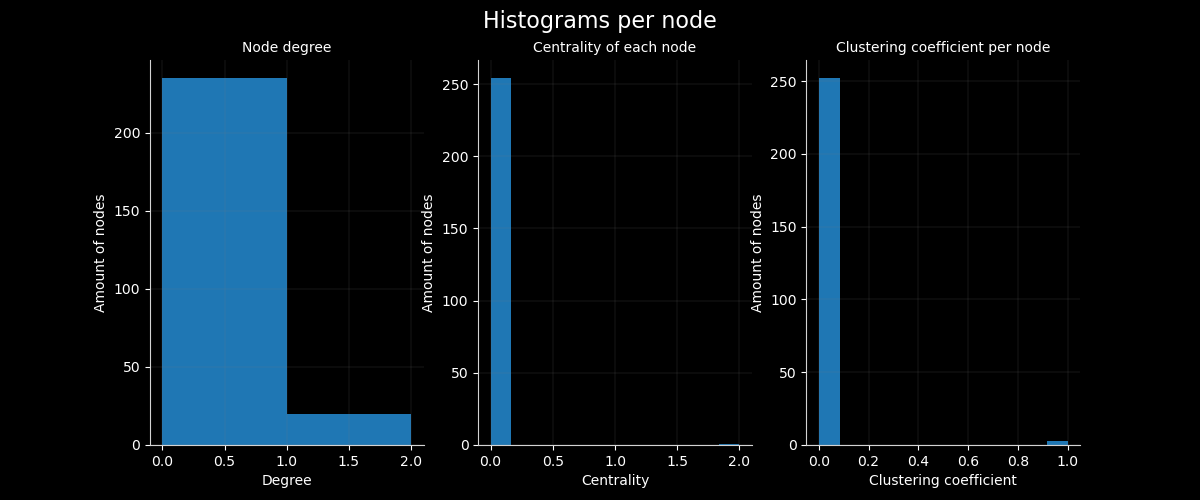 Histograms per node
Node degree
Amount of nodes
200
150
100
50
0
0.0 0.5 1.0 1.5 2.0
Degree
Centrality of each node
Amount of nodes
250
200
150
100
50
0
0.0 0.5 1.0 1.5 2.0
Centrality
Clustering coefficient per node
Amount of nodes
250
200
150
100
50
0
0.0 0.2 0.4 0.6 0.8 1.0
Clustering coefficient